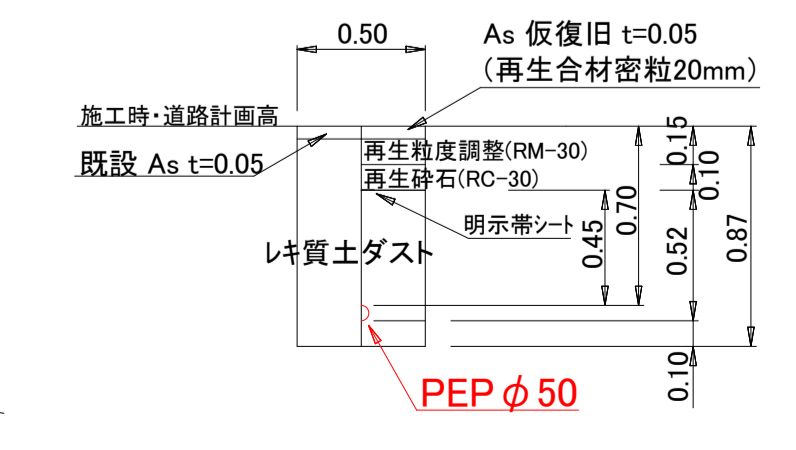 0.50
As 仮復旧 t=0.05
(再生合材密粒20mm)
施工時・道路計画高
既設 As t=0.05
再生粒度調整(RM-30)
再生砕石(RC-30)
明示帯シート
レキ質土ダスト
0.15
0.10
0.70
0.45
0.52
0.87
0.10
PEPφ50